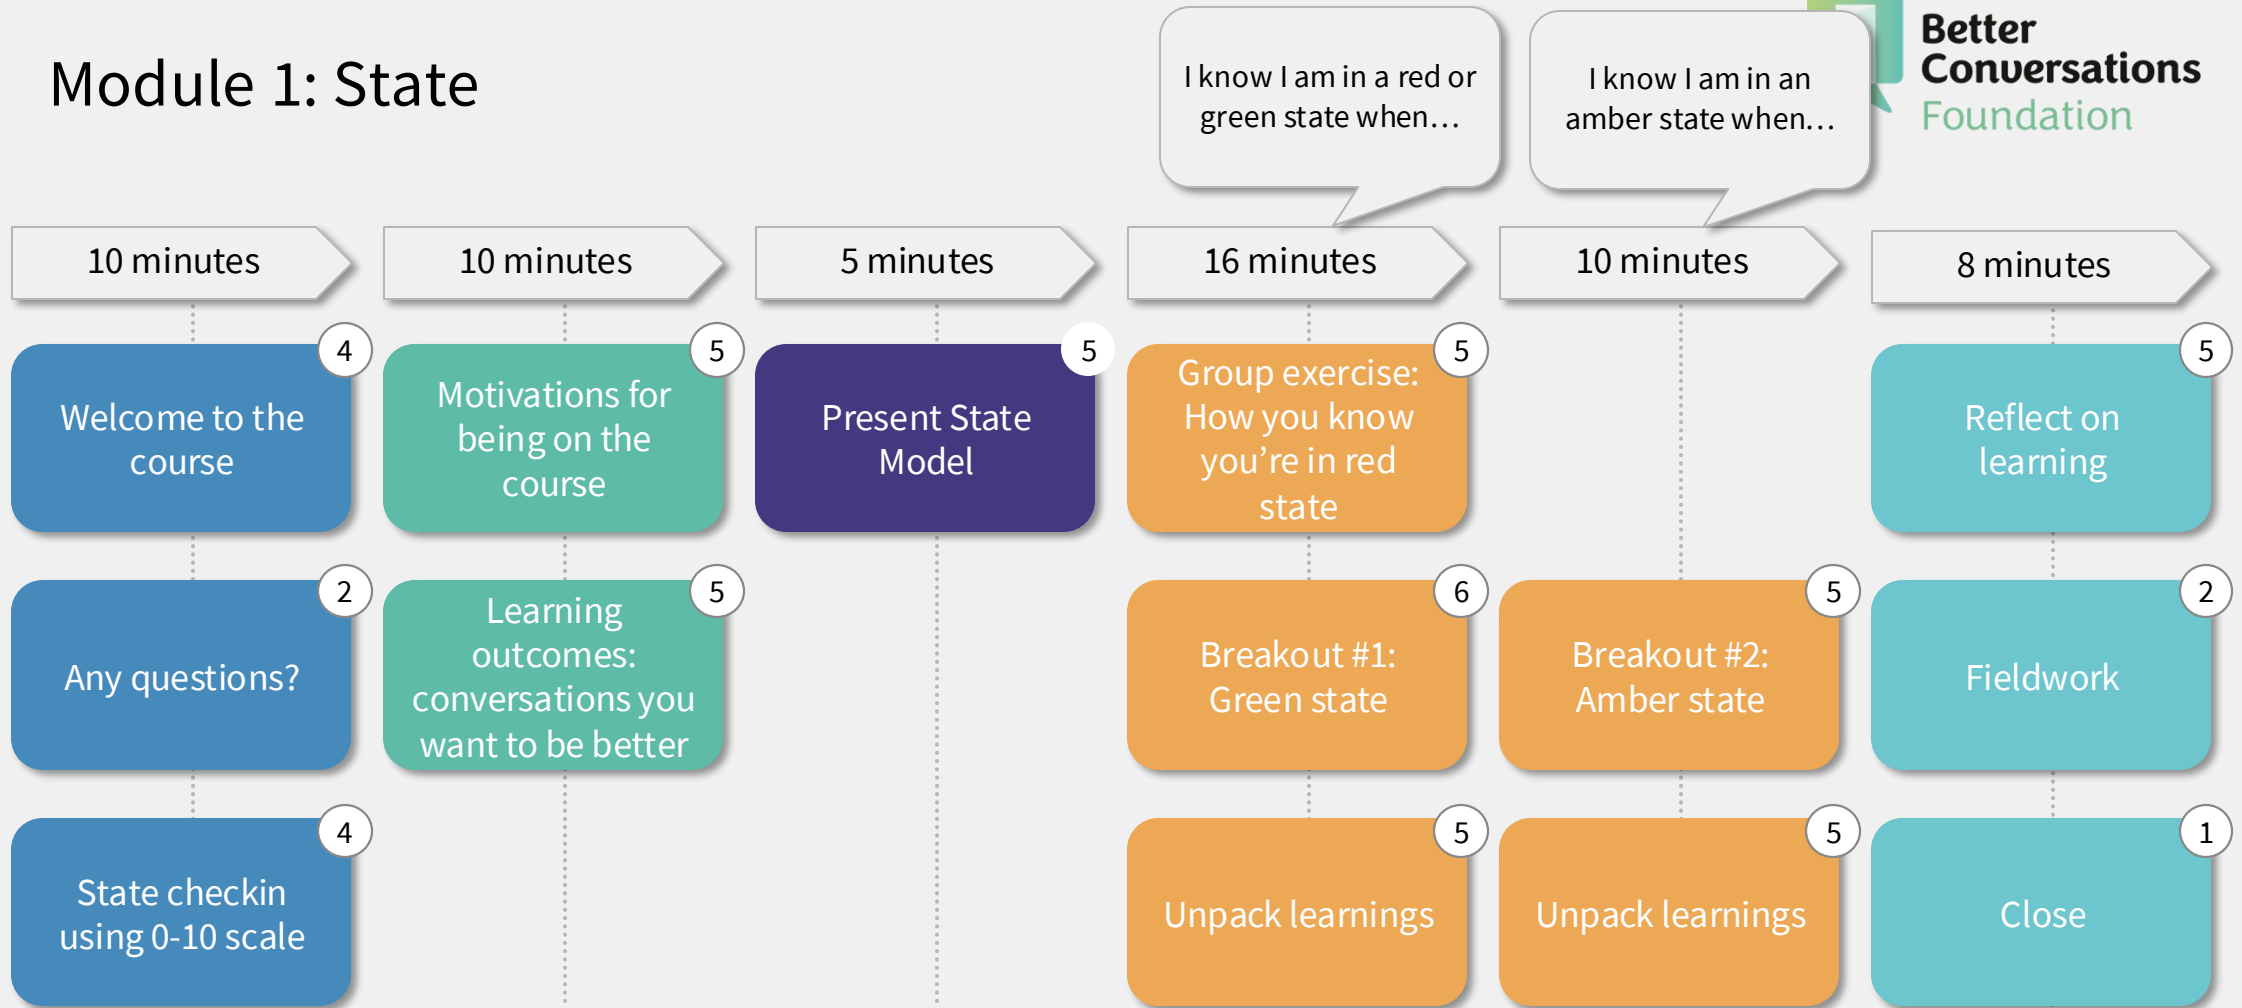 Module 1: State
I know I am in a red or
green state when...
I know I am in an
amber state when...
Better
Conversations
Foundation
10 minutes
10 minutes
5 minutes
16 minutes
10 minutes
8 minutes
4
Welcome to the
course
2
Any questions?
4
State checkin
using 0-10 scale
5
Motivations for
being on the
course
5
Learning
outcomes:
conversations you
want to be better
5
Present State
Model
5
Group exercise:
How you know
you’re in red
state
6
Breakout #1:
Green state
5
Unpack learnings
5
Breakout #2:
Amber state
5
Unpack learnings
5
Reflect on
learning
2
Fieldwork
1
Close